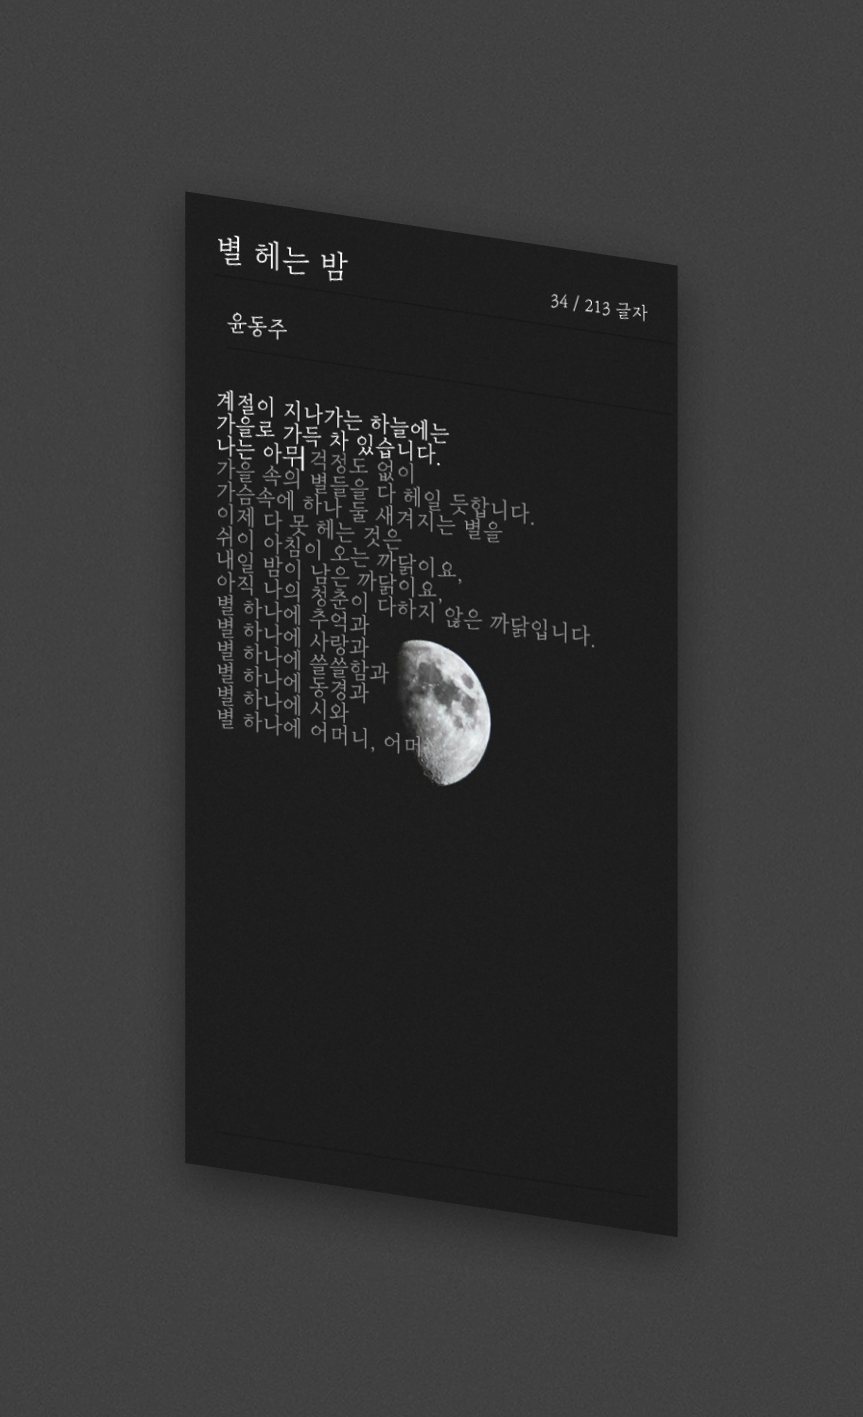 별 헤는 밤
34 / 213 글자
윤동주
계절이 지나가는 하늘에는
가을로 가득 차 있습니다.
나는 아뭐 걱정도 없이
가을 속의 별들을 다 헤일 듯합니다.
가슴속에 하나 둘 새겨지는 별을
이제 다 못 헤는 것은
쉬이 아침이 오는 까닭이요,
내일 밤이 남은 까닭이요,
아직 나의 청춘이 다하지 않은 까닭입니다.
별 하나에 추억과
별 하나에 사랑과
별 하나에 쓸쓸함과
별 하나에 동경과
별 하나에 시와
별 하나에 어머니, 어머